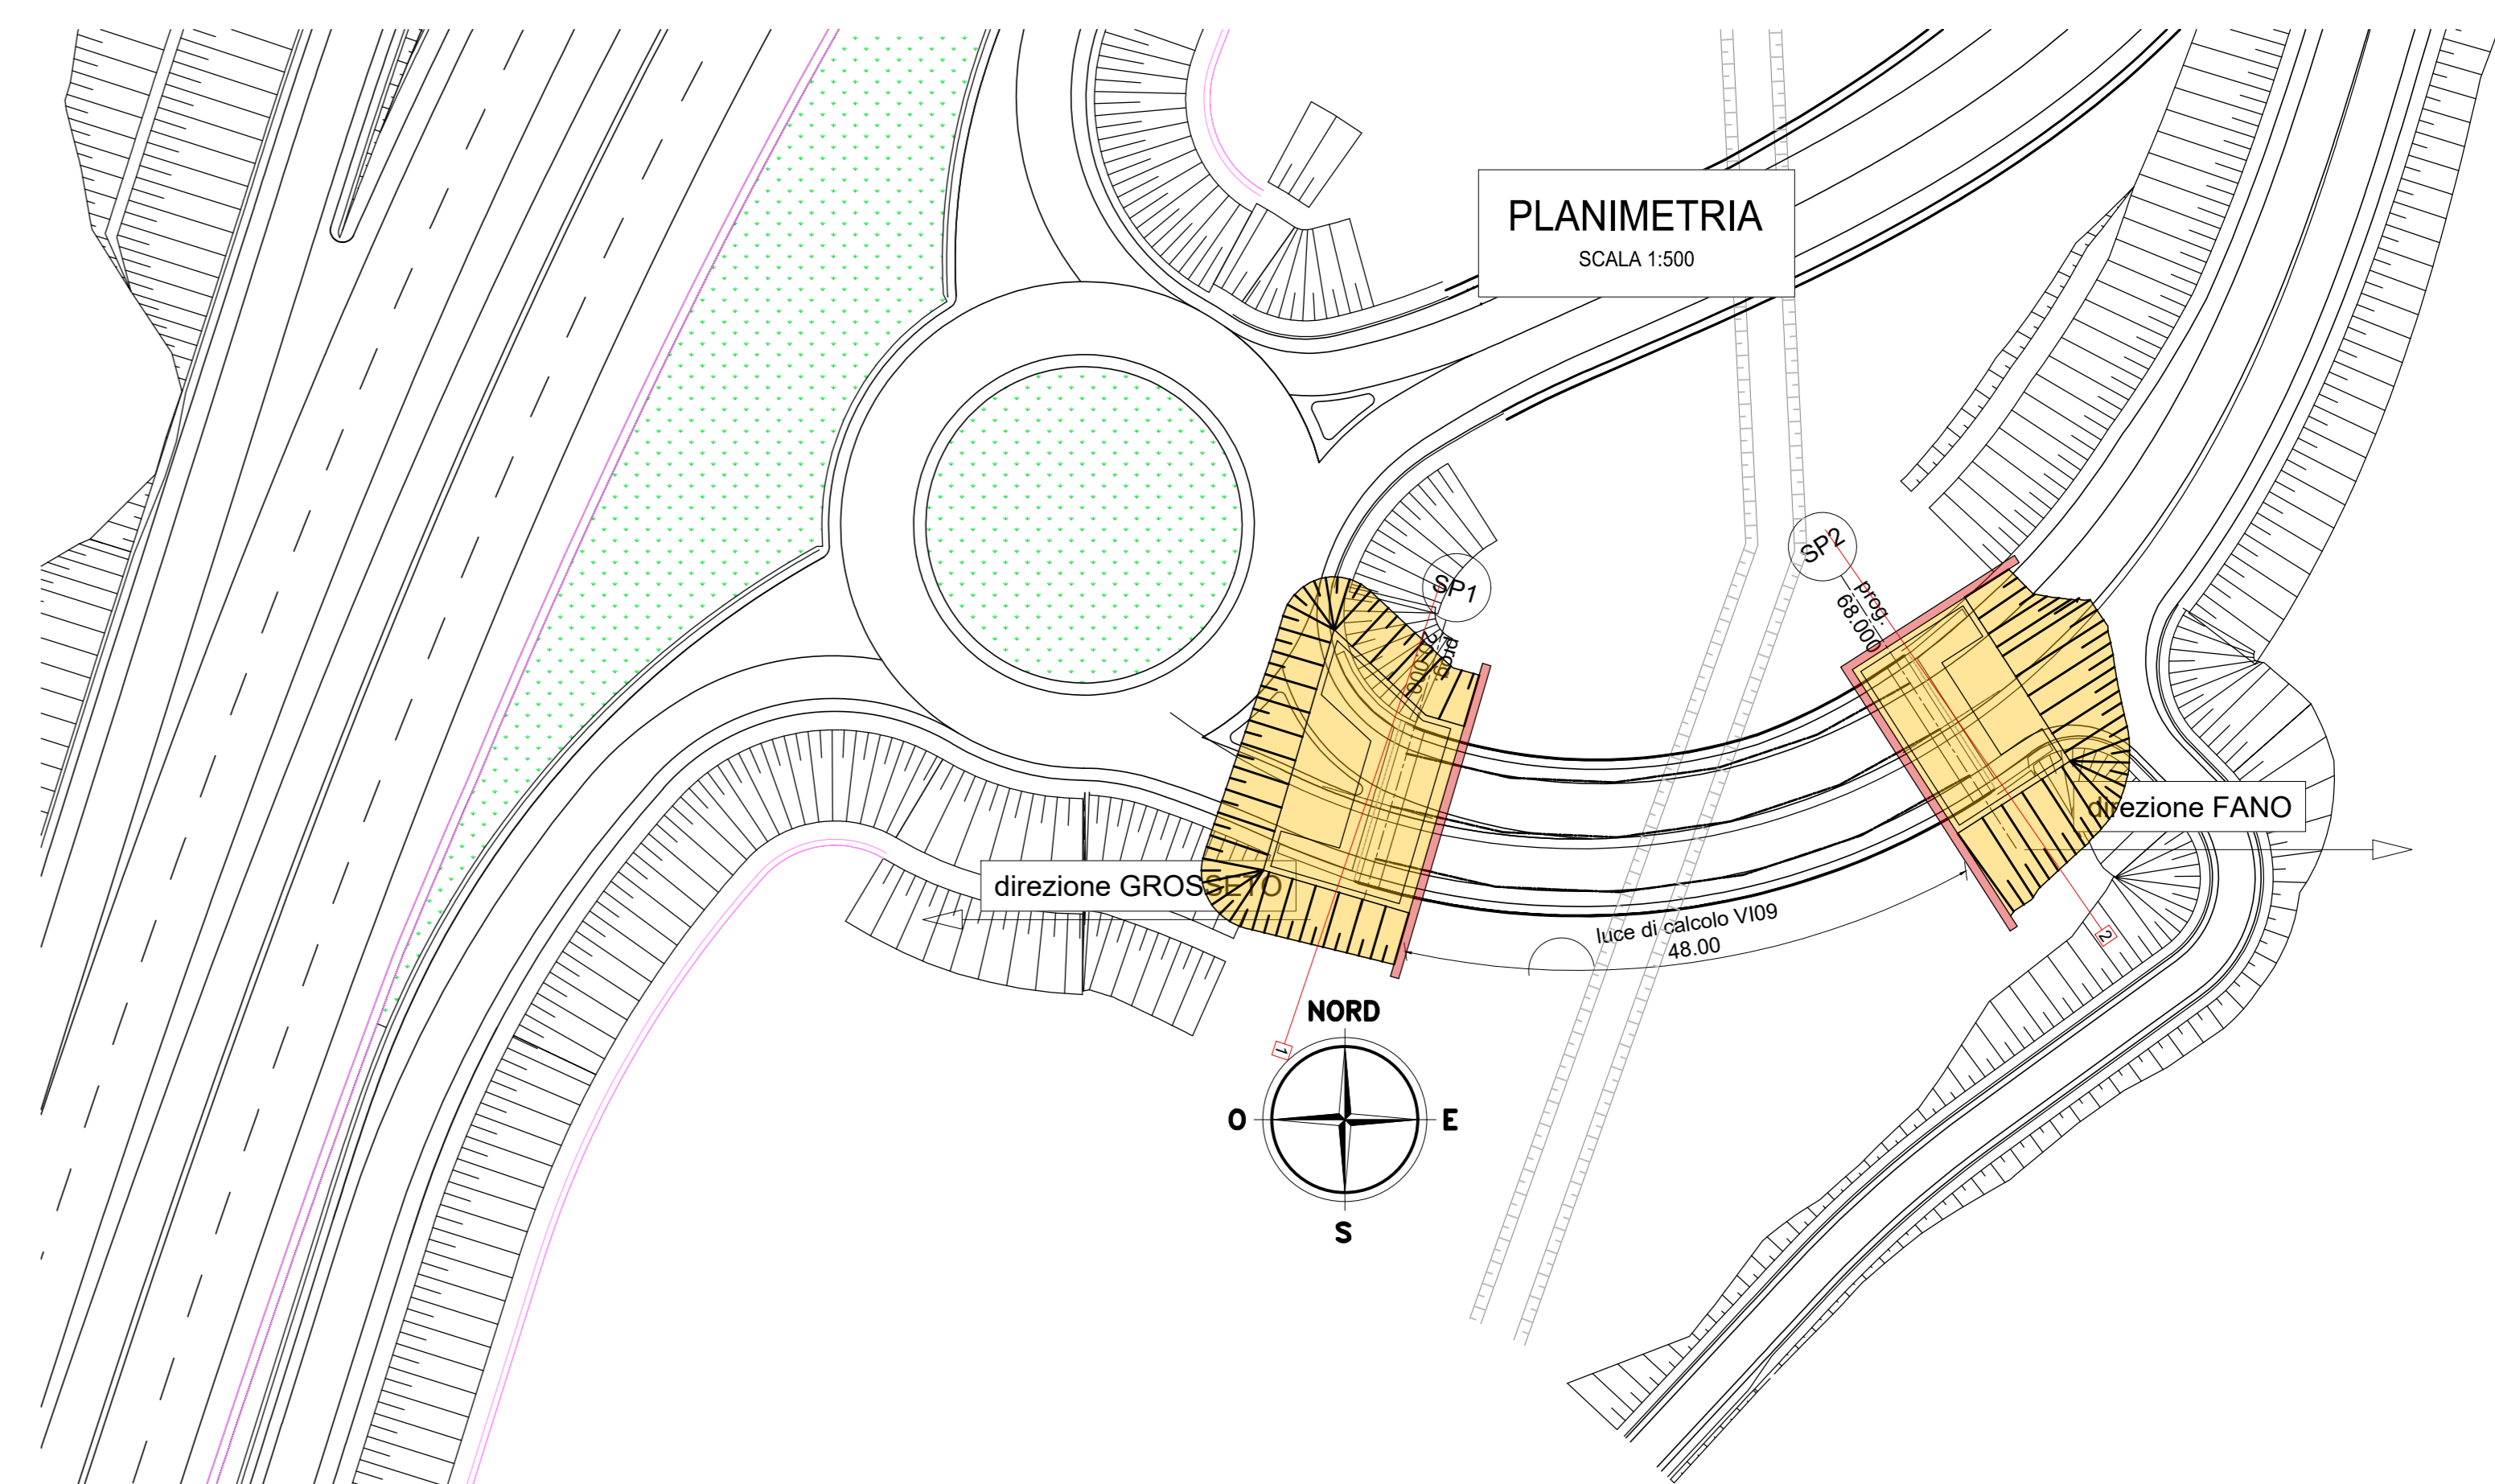 PLANIMETRIA
SCALA 1:500
SP2
prog.
68.000
SP1
prog.
direzione FANO
direzione GROSSETO
luce di calcolo VI09
48.00
2
1
NORD
O
E
S